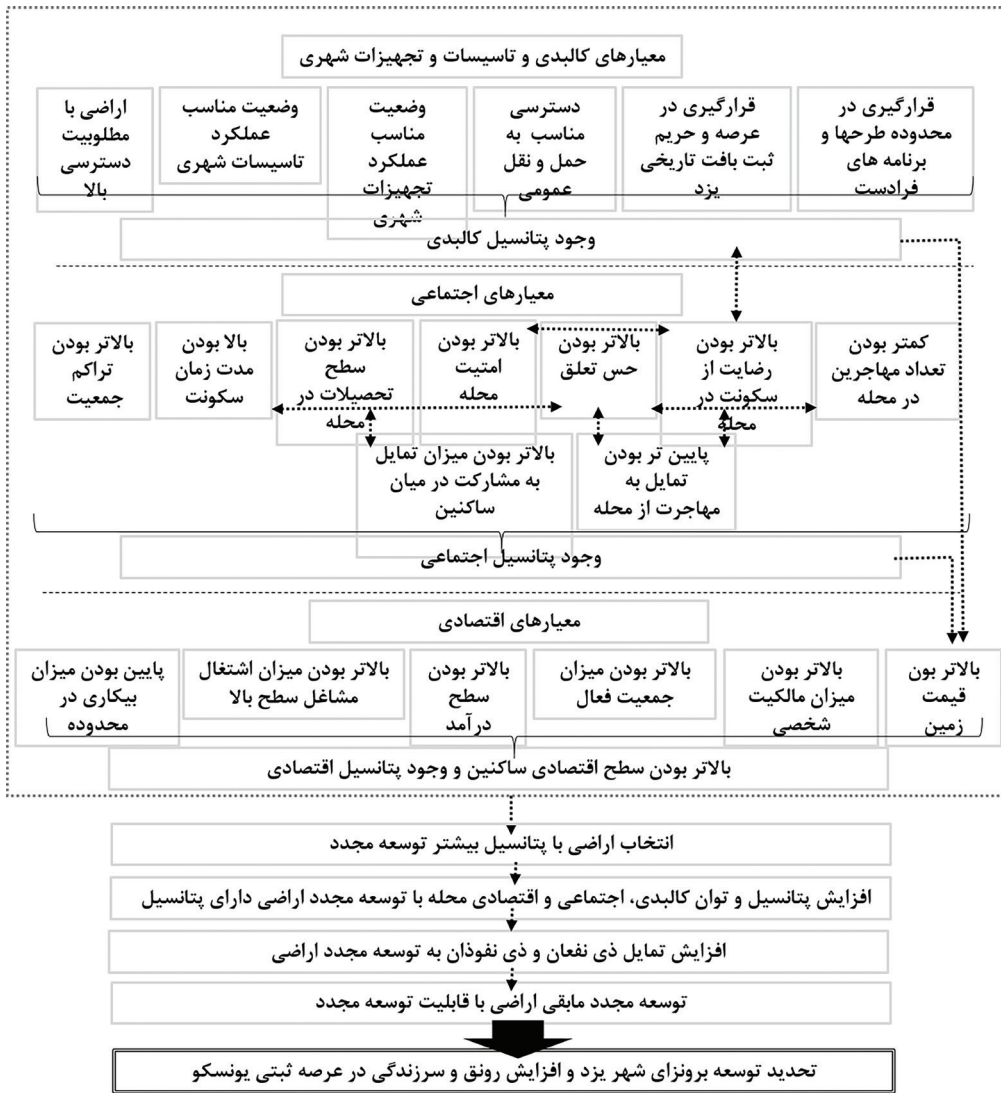 معیارهای کالبدی و تاسیسات و تجهیزات شهری
قرارگیری در
محدوده طرحها و
برنامه های
فرادست
قرارگیری در
عرصه و حریم
ثبت بافت تاریخی
یزد
دسترسی
مناسب به
حمل و نقل
عمومی
وضعیت
مناسب
عملکرد
تجهیزات
شهری
وضعیت مناسب
عملکرد
تاسیسات شهری
اراضی با
مطلوبیت
دسترسی
بالا
وجود پتانسیل کالبدی
معیارهای اجتماعی
کمتر بودن
تعداد مهاجرین
در محله
بالاتر بودن
رضایت از
سکونت در
محله
بالاتر بودن
حس تعلق
بالاتر بودن
امنیت
محله
بالاتر بودن
سطح
تحصیلات در
محله
بالا بودن
مدت زمان
سکونت
بالاتر بودن
تراکم
جمعیت
پایین تر بودن
تمایل به
مهاجرت از محله
بالاتر بودن میزان تمایل
به مشارکت در میان
ساکنین
وجود پتانسیل اجتماعی
معیارهای اقتصادی
بالاتر بون
قیمت
زمین
بالاتر بودن
میزان مالکیت
شخصی
بالاتر بودن میزان
جمعیت فعال
بالاتر بودن
سطح
درآمد
بالاتر بودن میزان اشتغال
مشاغل سطح بالا
پایین بودن میزان
بیکاری در
محدوده
بالاتر بودن سطح اقتصادی ساکنین و وجود پتانسیل اقتصادی
انتخاب اراضی با پتانسیل بیشتر توسعه مجدد
افزایش پتانسیل و توان کالبدی، اجتماعی و اقتصادی محله با توسعه مجدد اراضی دارای پتانسیل
افزایش تمایل ذی نفعان و ذی نفوذان به توسعه مجدد اراضی
توسعه مجدد مابقی اراضی با قابلیت توسعه مجدد
تحدید توسعه برونزای شهر یزد و افزایش رونق و سرزندگی در عرصه ثبتی یونسکو